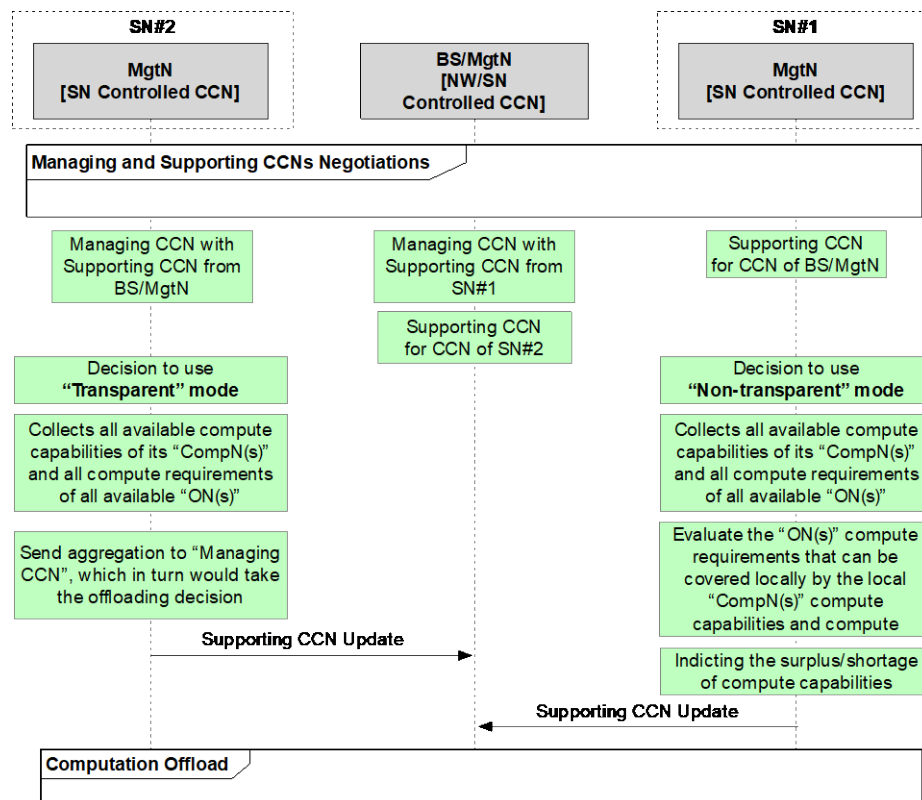 SN#2
SN#1
MgtN
[SN Controlled CCN]
BS/MgtN
[NW/SN
Controlled CCN]
MgtN
[SN Controlled CCN]
Managing and Supporting CCNs Negotiations
Managing CCN with
Supporting CCN from
BS/MgtN
Managing CCN with
Supporting CCN from
SN#1
Supporting CCN
for CCN of BS/MgtN
Supporting CCN
for CCN of SN#2
Decision to use
“Transparent” mode
Decision to use
“Non-transparent” mode
Collects all available compute
capabilities of its “CompN(s)”
and all compute requirements
of all available “ON(s)”
Collects all available compute
capabilities of its “CompN(s)”
and all compute requirements
of all available “ON(s)”
Send aggregation to “Managing
CCN”, which in turn would take
the offloading decision
Evaluate the “ON(s)” compute
requirements that can be
covered locally by the local
“CompN(s)” compute
capabilities and compute
Supporting CCN Update
Indicting the surplus/shortage
of compute capabilities
Supporting CCN Update
Computation Offload